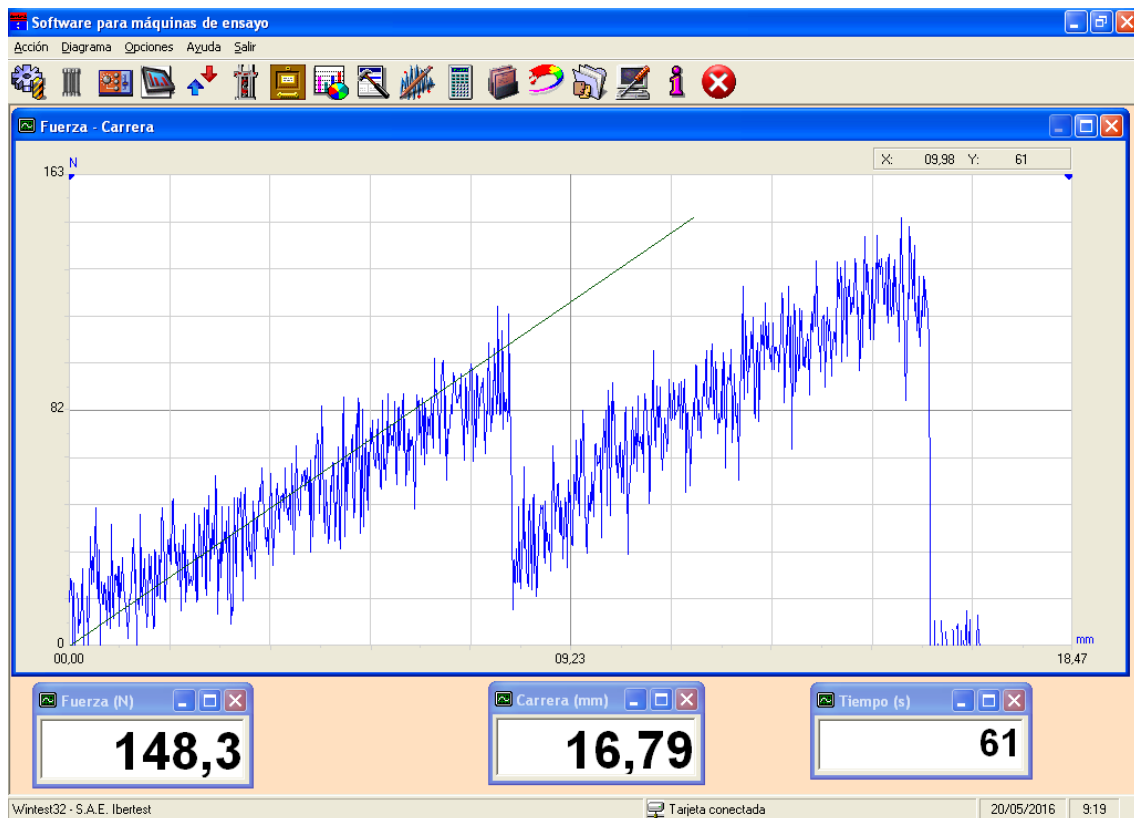 Software para máquinas de ensayo
Acción Diagrama Opciones Ayuda Salir
Fuerza - Carrera
X: 09,98 Y: 61
N
163
82
0
00,00 09,23 18,47
mm
Fuerza (N) Carrera (mm) Tiempo (s)
148,3 16,79 61
Wintest32 - S.A.E. Ibertest Tarjeta conectada 20/05/2016 9:19